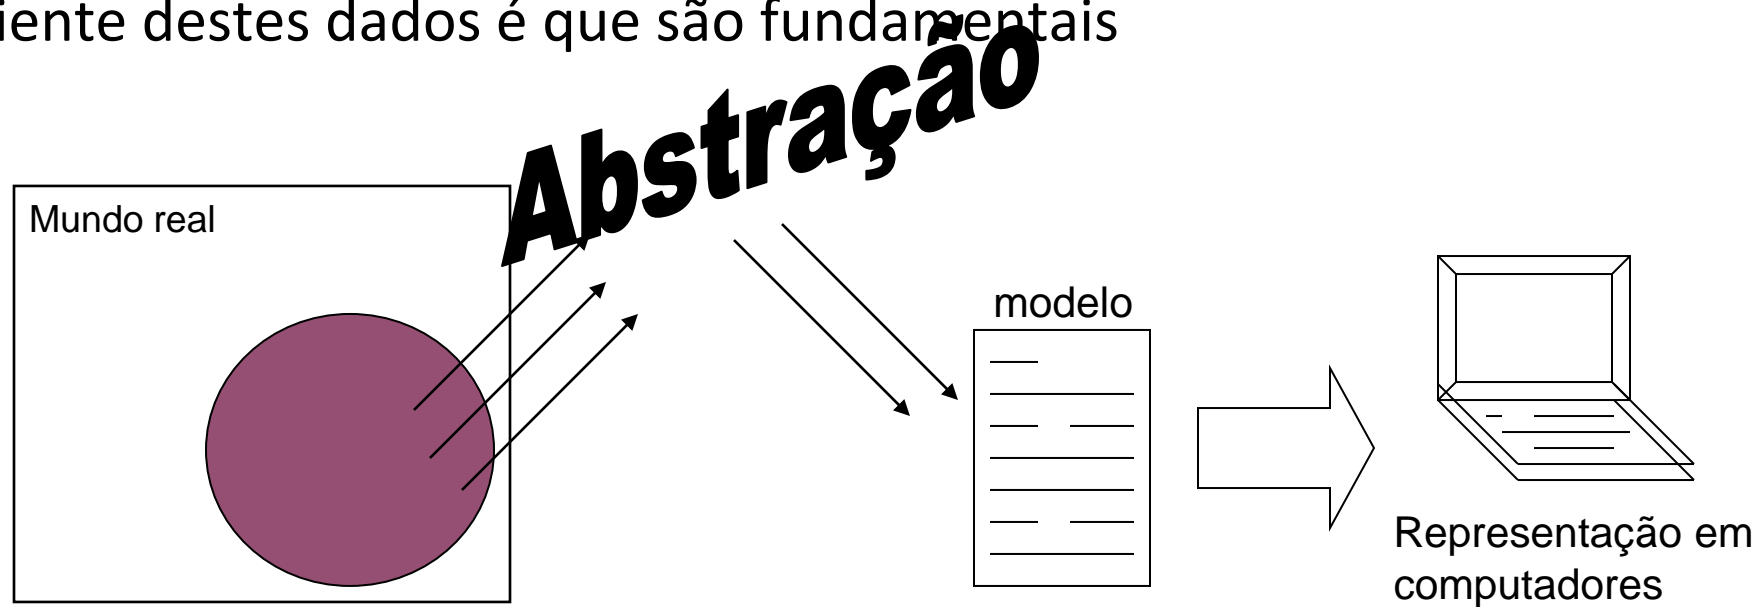 iente destes dados é que são fundamentais
Abstração
Mundo real
modelo
Representação em
computadores